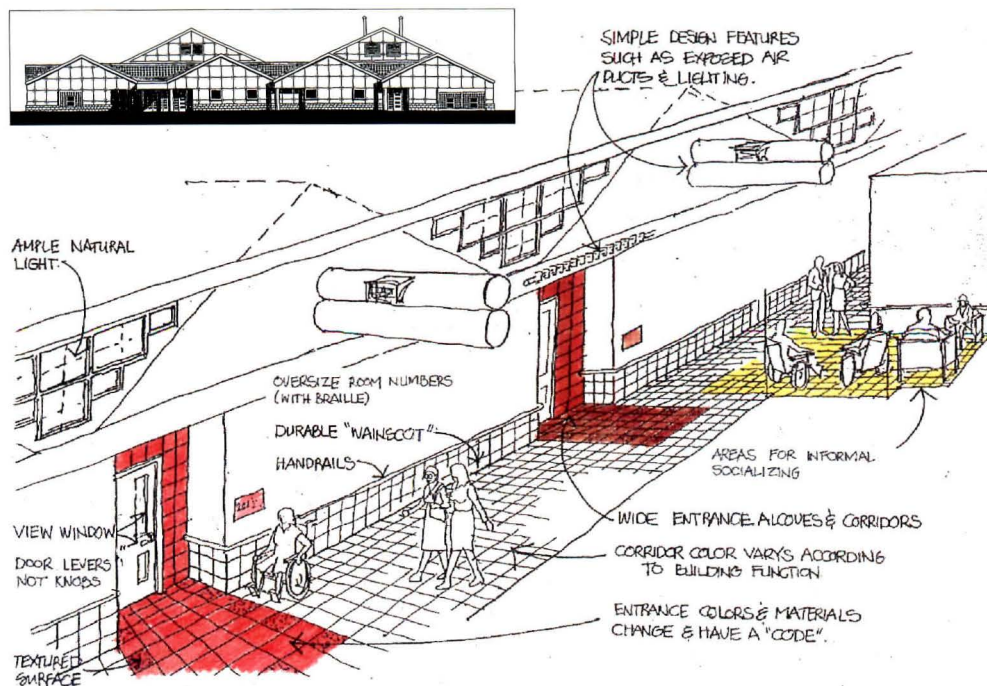 SIMPLE DESIGN FEATURES
SUCH AS EXPOSED AIR
DUCTS & LIGHTING.
AMPLE NATURAL
LIGHT
OVERSIZE ROOM NUMBERS
(WITH BRAILLE)
DURABLE "WAINSCOT"
HANDRAILS
AREAS FOR INFORMAL
SOCIALIZING
VIEW WINDOW
DOOR LEVERS
NOT KNOBS
WIDE ENTRANCE ALCOVES & CORRIDORS
CORRIDOR COLOR VARY'S ACCORDING
TO BUILDING FUNCTION
ENTRANCE COLORS & MATERIALS
CHANGE & HAVE A "CODE".
TEXTURED
SURFACE